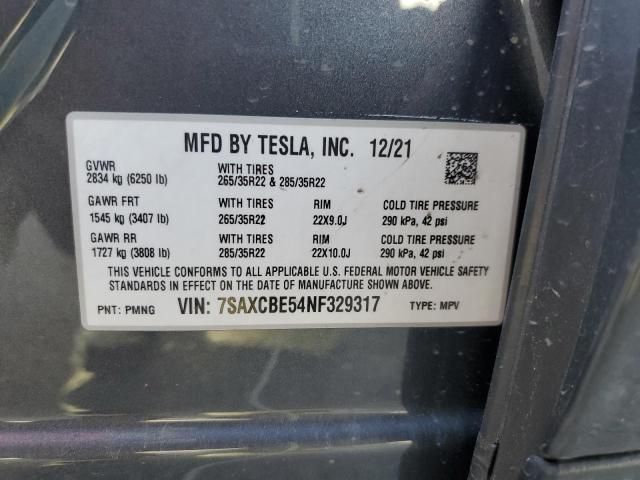 MFD BY TESLA, INC. 12/21
GVWR
2834 kg (6250 lb)
WITH TIRES
265/35R22 & 285/35R22
GAWR FRT
1545 kg (3407 lb)
WITH TIRES
265/35R22
RIM
22X9.0J
COLD TIRE PRESSURE
290 kPa, 42 psi
GAWR RR
1727 kg (3808 lb)
WITH TIRES
285/35R22
RIM
22X10.0J
COLD TIRE PRESSURE
290 kPa, 42 psi
THIS VEHICLE CONFORMS TO ALL APPLICABLE U.S. FEDERAL MOTOR VEHICLE SAFETY
STANDARDS IN EFFECT ON THE DATE OF MANUFACTURE SHOWN ABOVE.
PNT: PMNG VIN: 7SAXCBE54NF329317 TYPE: MPV